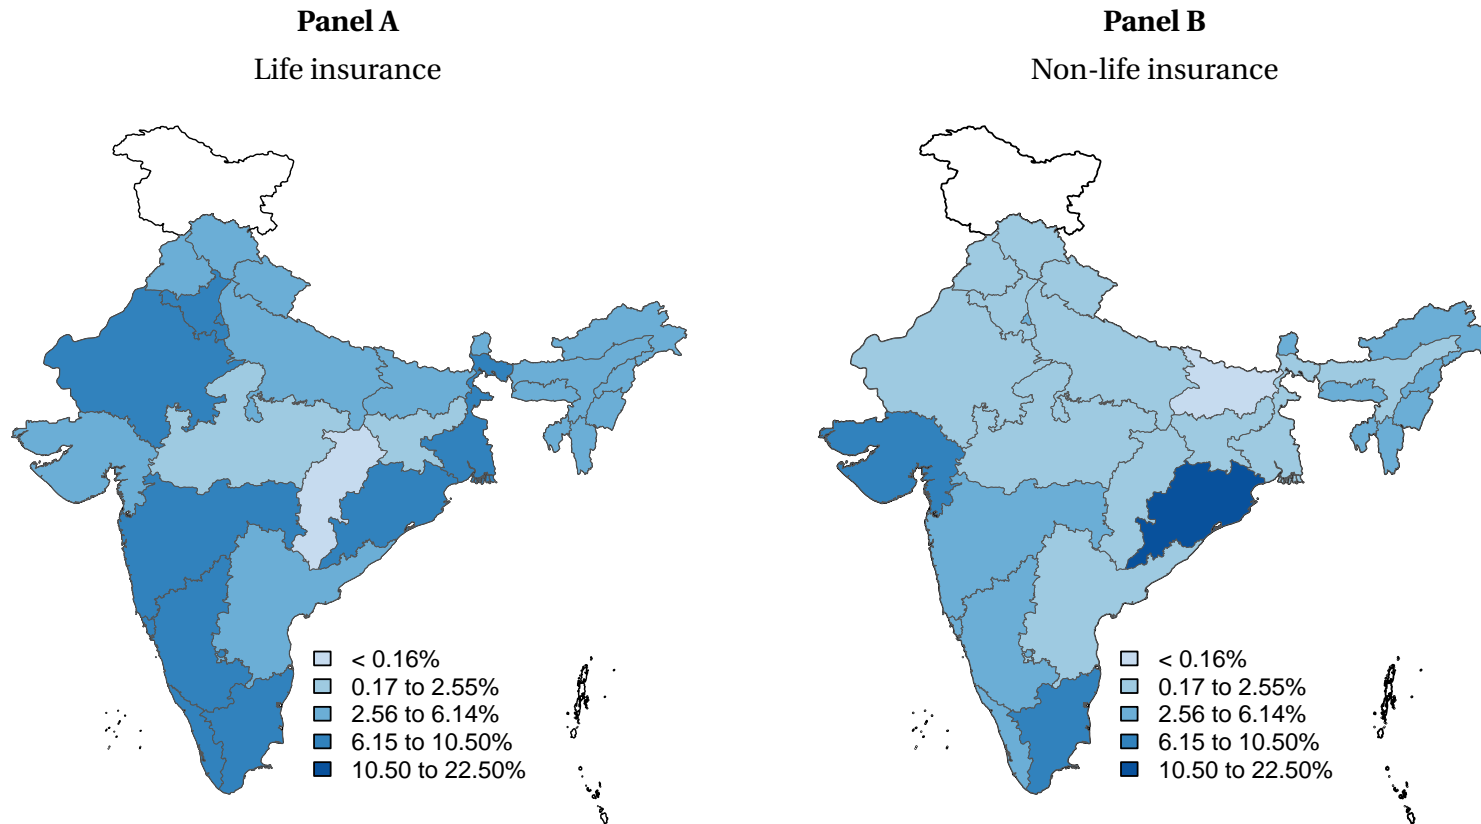 Panel A
Life insurance
< 0.16%
0.17 to 2.55%
2.56 to 6.14%
6.15 to 10.50%
10.50 to 22.50%
Panel B
Non-life insurance
< 0.16%
0.17 to 2.55%
2.56 to 6.14%
6.15 to 10.50%
10.50 to 22.50%